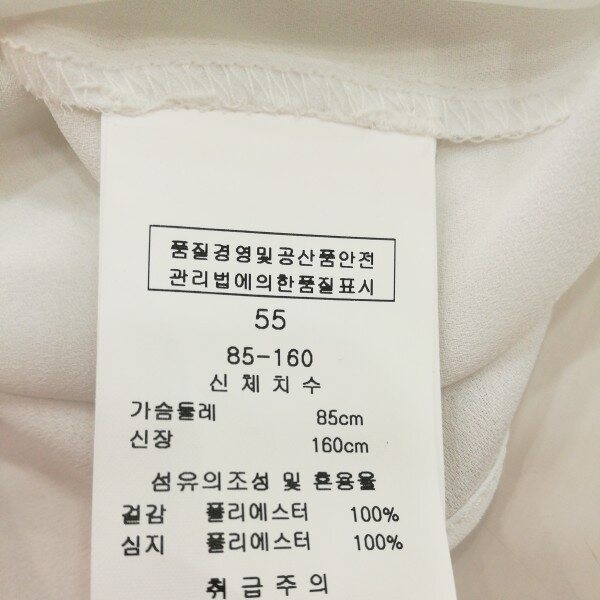 품질경영및공산품안전
관리법에의한품질표시
55
85-160
신체치수
가슴둘레 85cm
신장 160cm
섬유의조성 및 혼용율
겉감 폴리에스터 100%
심지 폴리에스터 100%
취급주의